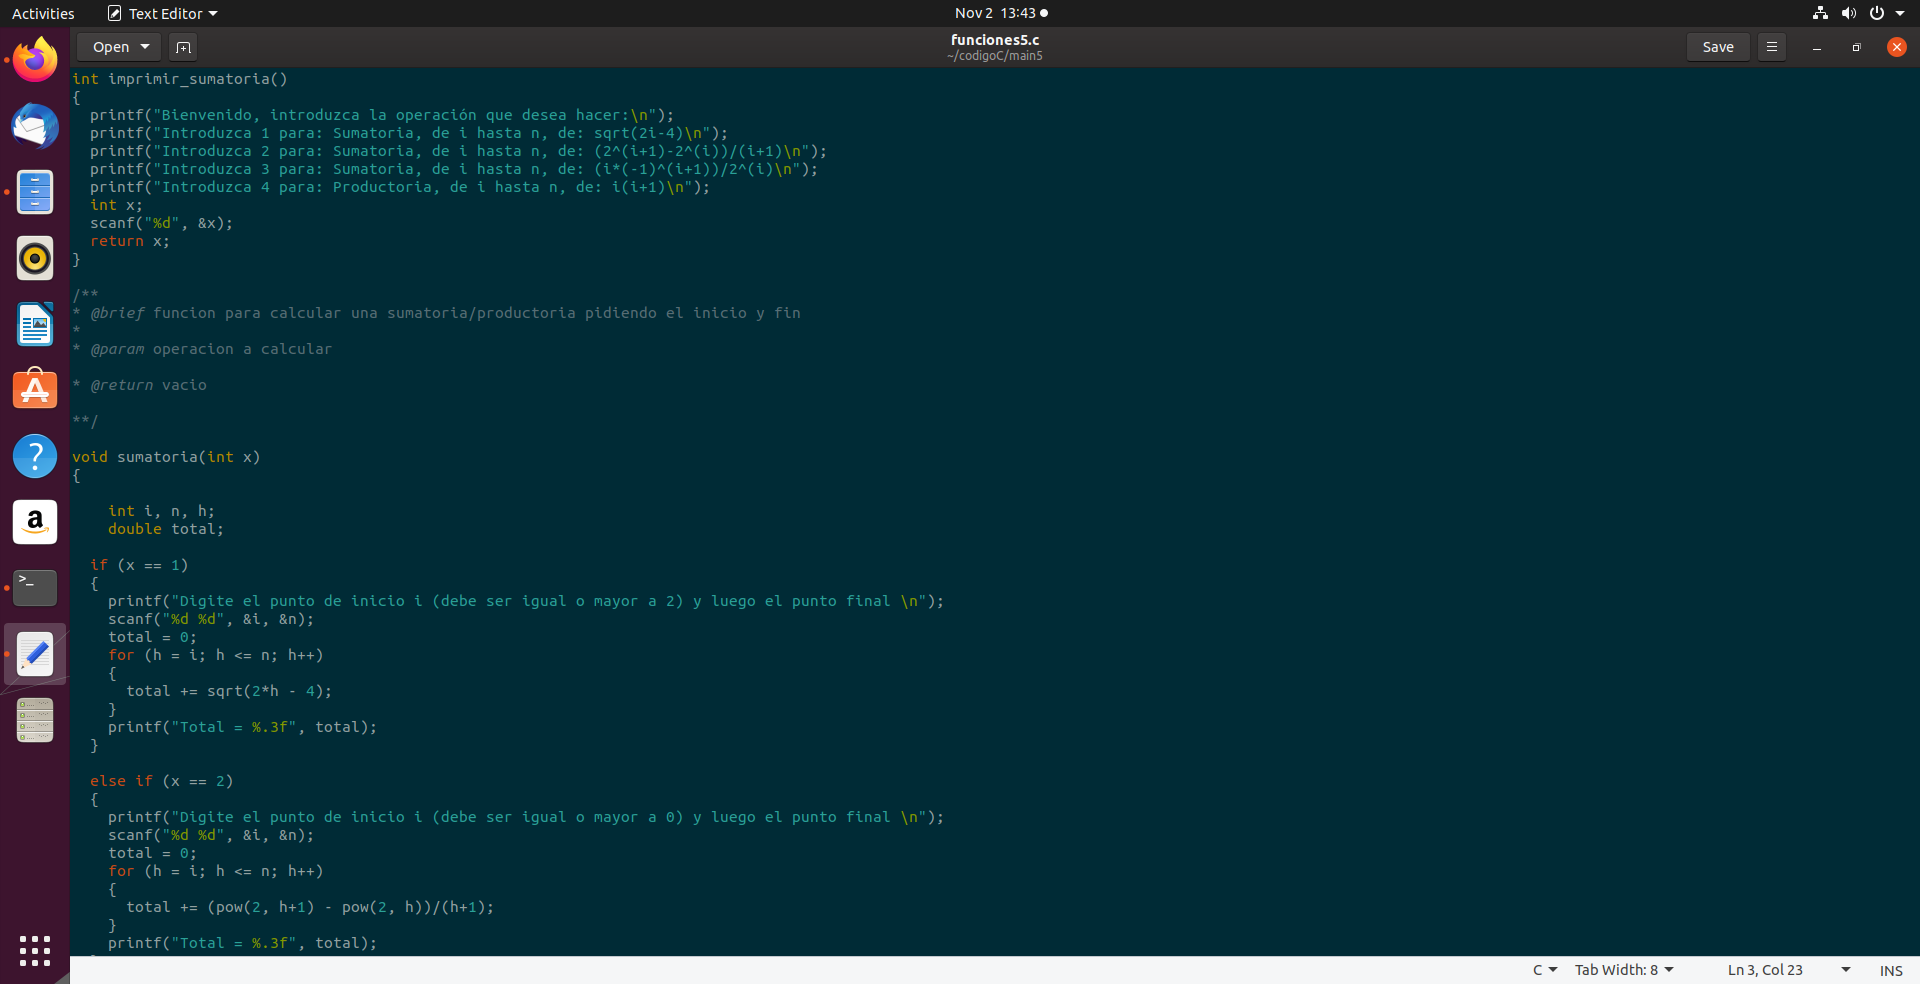 Activities Text Editor Nov 2 13:43
Open funciones5.c Save
~/codigoC/main5
int imprimir_sumatoria()
{
  printf("Bienvenido, introduzca la operación que desea hacer:\n");
  printf("Introduzca 1 para: Sumatoria, de i hasta n, de: sqrt(2i-4)\n");
  printf("Introduzca 2 para: Sumatoria, de i hasta n, de: (2^(i+1)-2^(i))/(i+1)\n");
  printf("Introduzca 3 para: Sumatoria, de i hasta n, de: (i*(-1)^(i+1))/2^(i)\n");
  printf("Introduzca 4 para: Productoria, de i hasta n, de: i(i+1)\n");
  int x;
  scanf("%d", &x);
  return x;
}
/**
* @brief funcion para calcular una sumatoria/productoria pidiendo el inicio y fin
*
* @param operacion a calcular
* @return vacio
**/
void sumatoria(int x)
{
    int i, n, h;
    double total;
  if (x == 1)
  {
    printf("Digite el punto de inicio i (debe ser igual o mayor a 2) y luego el punto final \n");
    scanf("%d %d", &i, &n);
    total = 0;
    for (h = i; h <= n; h++)
    {
      total += sqrt(2*h - 4);
    }
    printf("Total = %.3f", total);
  }
  else if (x == 2)
  {
    printf("Digite el punto de inicio i (debe ser igual o mayor a 0) y luego el punto final \n");
    scanf("%d %d", &i, &n);
    total = 0;
    for (h = i; h <= n; h++)
    {
      total += (pow(2, h+1) - pow(2, h))/(h+1);
    }
    printf("Total = %.3f", total);
C Tab Width: 8 Ln 3, Col 23 INS